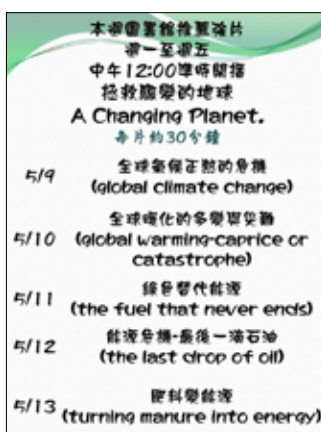 本週圖書館推薦強片
週一至週五
中午12:00準時開播
拯救驟變的地球
A Changing Planet.
每片約30分鐘
5/9 全球氣候正熱的危機
(global climate change)
5/10 全球暖化的多變與災難
(global warming-caprice or
catastrophe)
5/11 綠色替代能源
(the fuel that never ends)
5/12 能源危機-最後一滴石油
(the last drop of oil)
5/13 肥料變能源
(turning manure into energy)